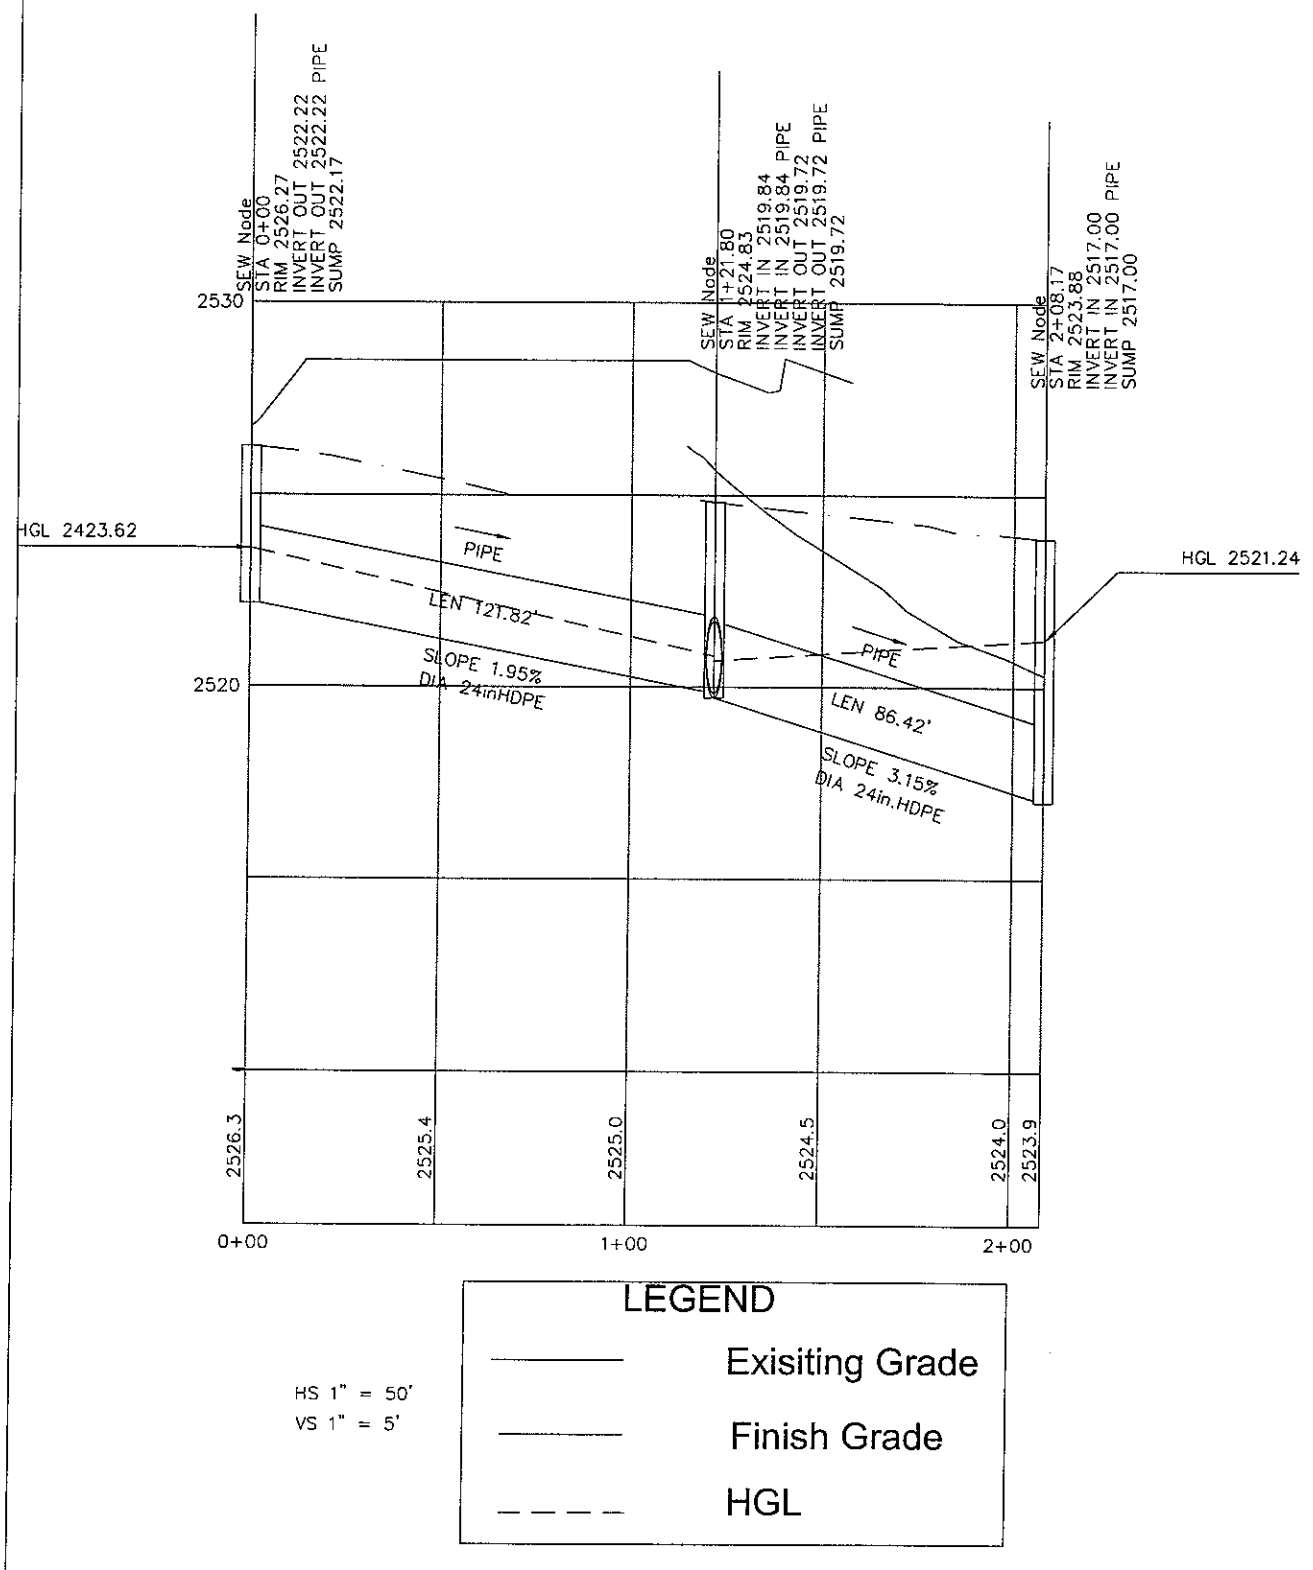 SEW Node
STA 0+00
RIM 2526.27
INVERT OUT 2522.22
INVERT OUT 2522.22 PIPE
SUMP 2522.17
SEW Node
STA 1+21.80
RIM 2524.83
INVERT IN 2519.84
INVERT IN 2519.84 PIPE
INVERT OUT 2519.72
INVERT OUT 2519.72 PIPE
SUMP 2519.72
SEW Node
STA 2+08.17
RIM 2523.88
INVERT IN 2517.00
INVERT IN 2517.00 PIPE
SUMP 2517.00
2530
HGL 2423.62
PIPE
LEN 121.82'
SLOPE 1.95%
DIA 24inHDPE
2520
HGL 2521.24
PIPE
LEN 86.42'
SLOPE 3.15%
DIA 24in.HDPE
2526.3
2525.4
2525.0
2524.5
2524.0
2523.9
0+00
1+00
2+00
LEGEND
Exisiting Grade
Finish Grade
HGL
HS 1" = 50'
VS 1" = 5'